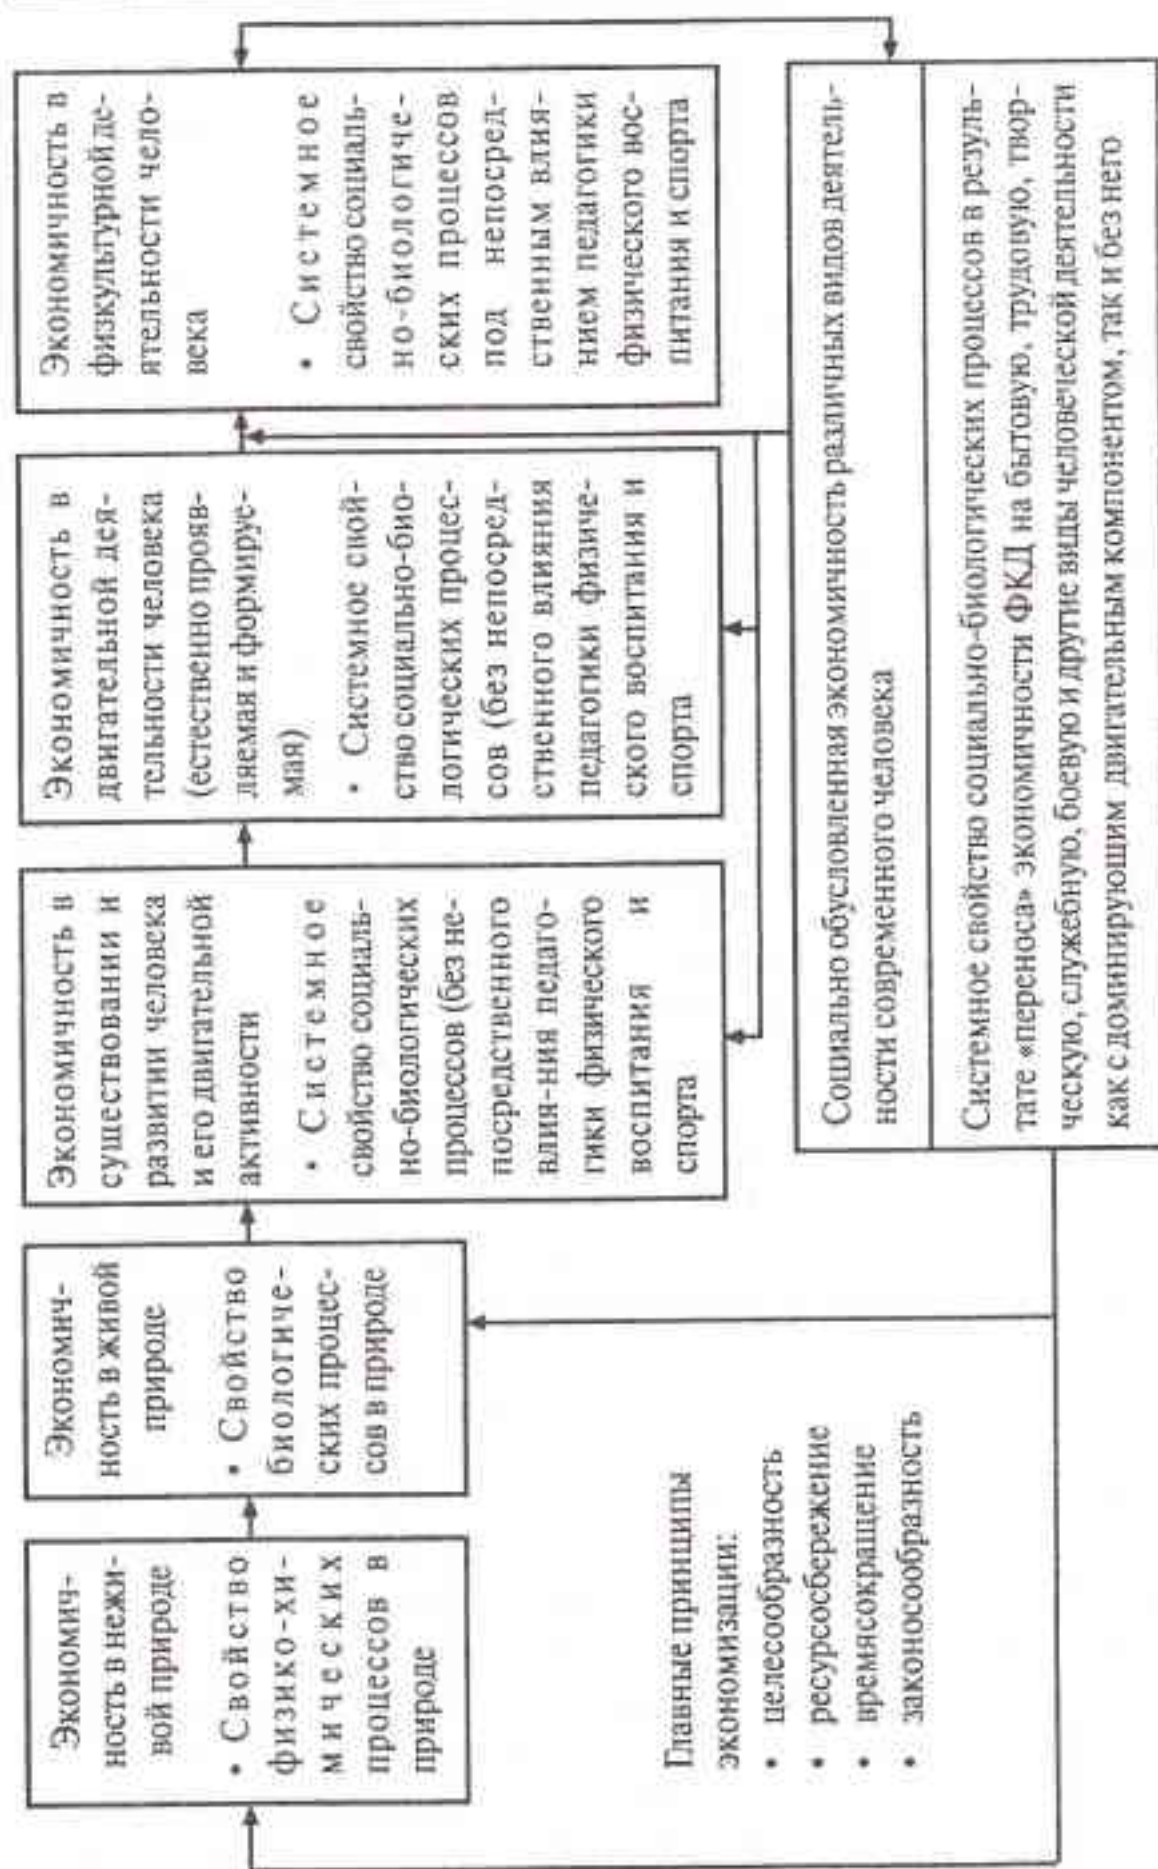 Экономич-
ность в нежи-
вой природе
• Свойство
физико-хи-
мических
процессов в
природе
Экономич-
ность в живой
природе
• Свойство
биологиче-
ских процес-
сов в природе
Экономичность в
существовании и
развитии человека
и его двигательной
активности
• Системное
свойство социаль-
но-биологических
процессов (без не-
посредственного
влия-ния педаго-
гики физического
воспитания и
спорта
Экономичность в
двигательной дея-
тельности человека
(естественно прояв-
ляемая и формируе-
мая)
• Системное свой-
ство социально-био-
логических процес-
сов (без непосред-
ственного влияния
педагогики физиче-
ского воспитания и
спорта
Экономичность в
физкультурной де-
ятельности чело-
века
• Системное
свойство социаль-
но-биологиче-
ских процессов
под непосред-
ственным влия-
нием педагогики
физического вос-
питания и спорта
Главные принципы
экономизации:
• целесообразность
• ресурсосбережение
• времясокращение
• законосообразность
Социально обусловленная экономичность различных видов деятель-
ности современного человека
Системное свойство социально-биологических процессов в резуль-
тате «переноса» экономичности ФКД на бытовую, трудовую, твор-
ческую, служебную, боевую и другие виды человеческой деятельности
как с доминирующим двигательным компонентом, так и без него